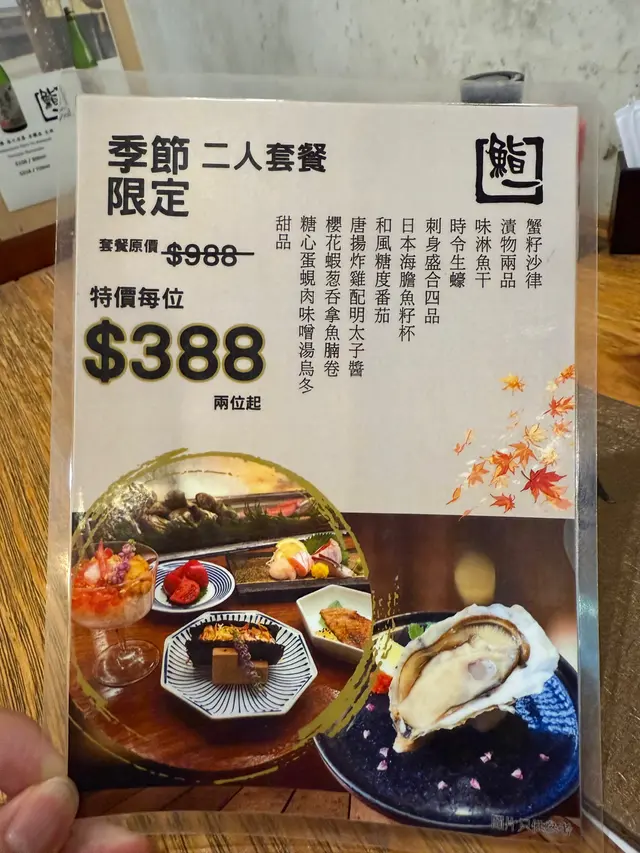 季節 二人套餐
限定
套餐原價 $988
特價每位
$388
兩位起
鮨一
蟹籽沙律
漬物兩品
味淋魚干
時令生蠔
刺身盛合四品
日本海膽魚籽杯
和風糖度番茄
唐揚炸雞配明太子醬
櫻花蝦葱吞拿魚腩卷
糖心蛋蜆肉味噌湯烏冬
甜品
鮨